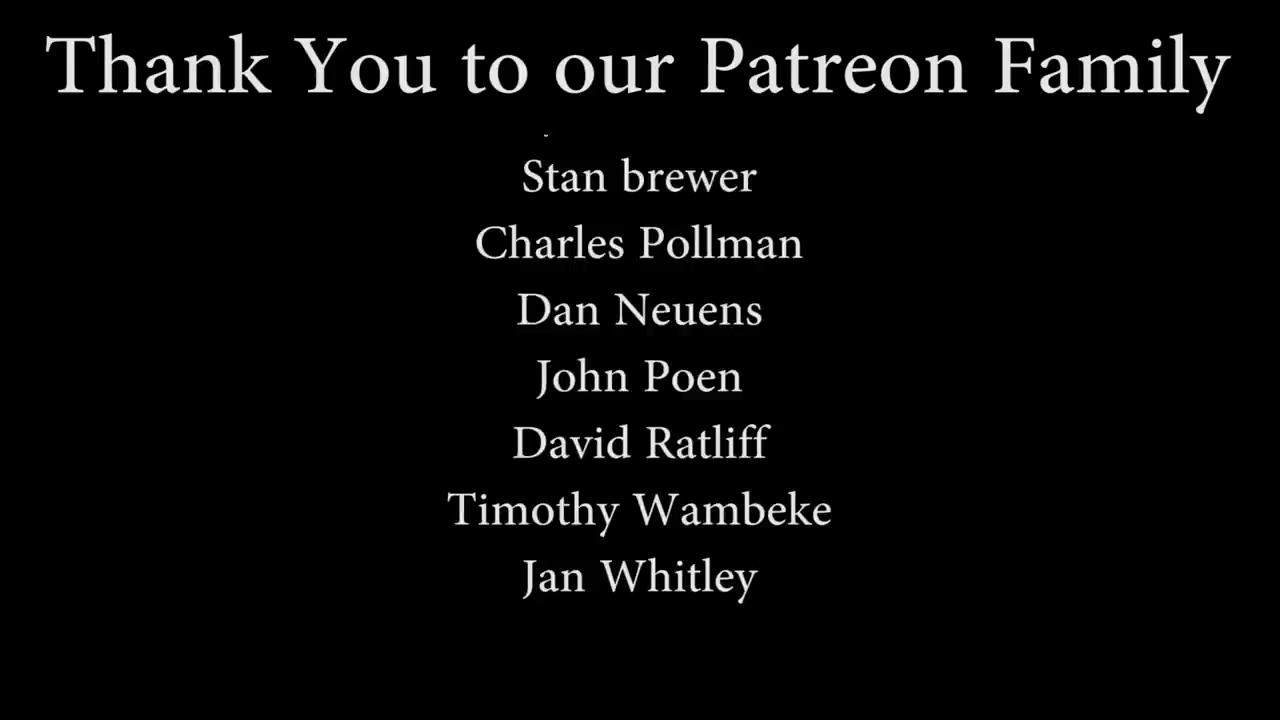 Thank You to our Patreon Family
Stan brewer
Charles Pollman
Dan Neuens
John Poen
David Ratliff
Timothy Wambeke
Jan Whitley